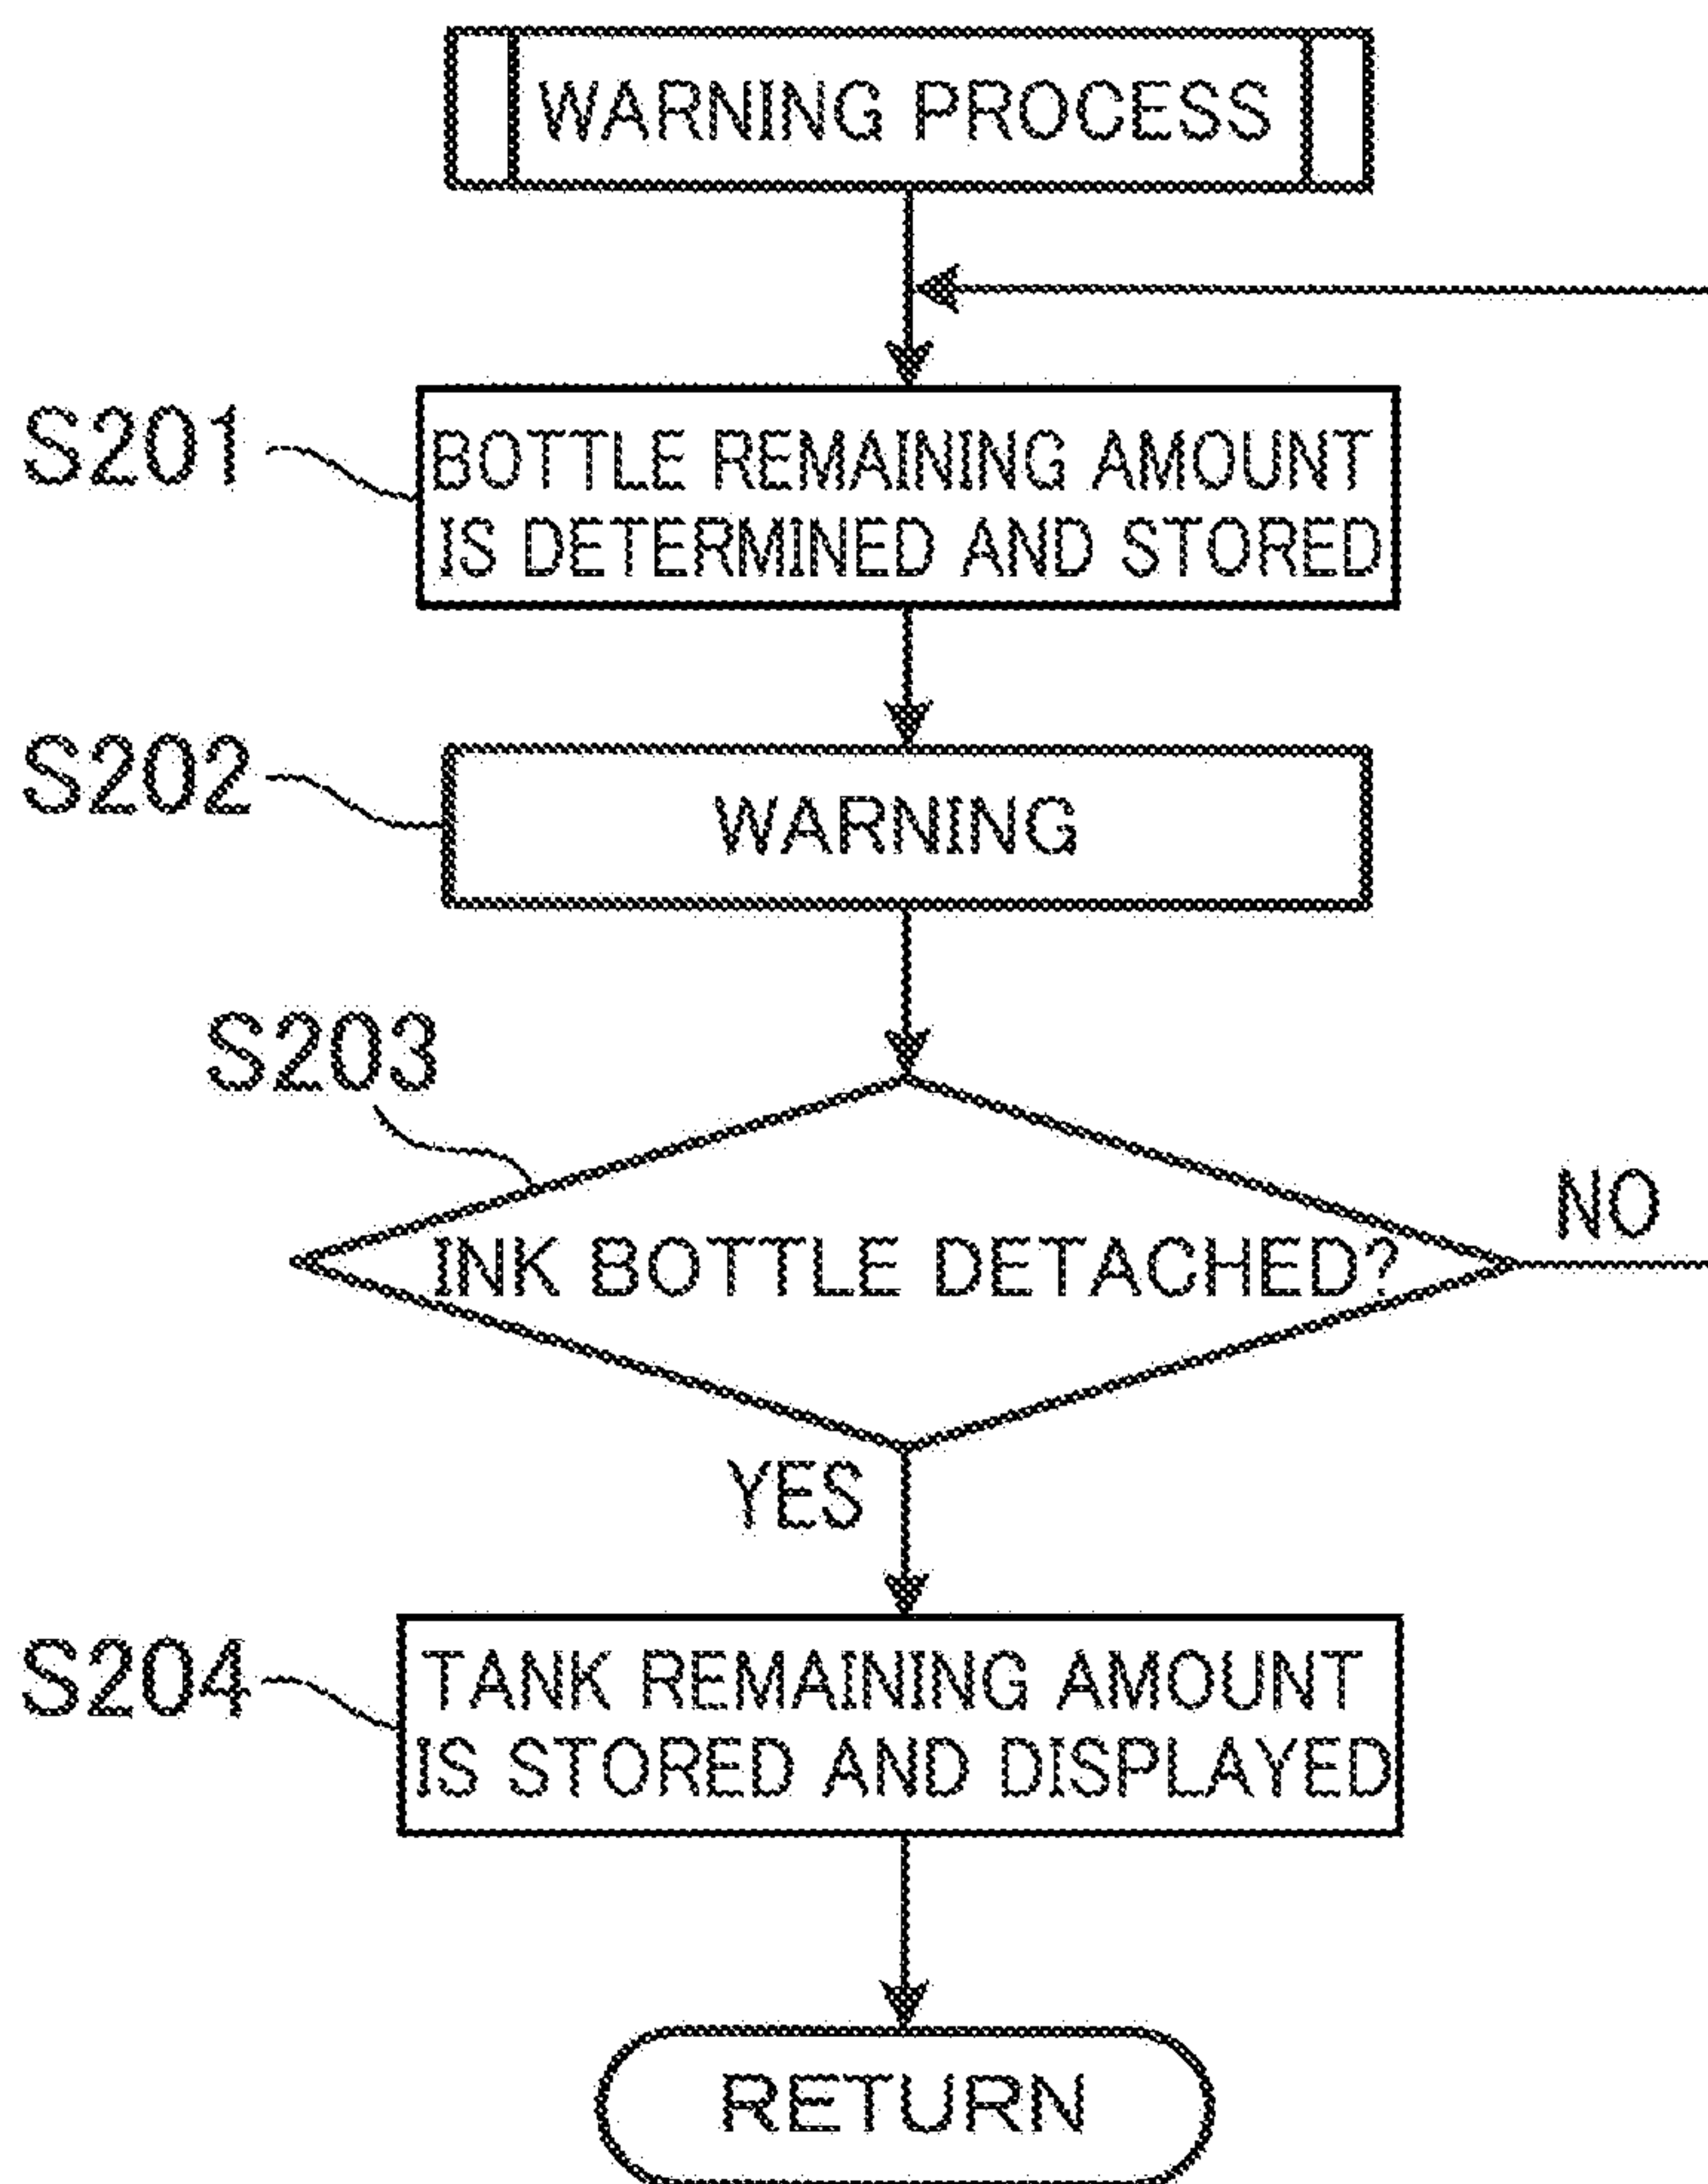 WARNING PROCESS
S201
BOTTLE REMAINING AMOUNT
IS DETERMINED AND STORED
S202
WARNING
S203
INK BOTTLE DETACHED?
NO
YES
S204
TANK REMAINING AMOUNT
IS STORED AND DISPLAYED
RETURN